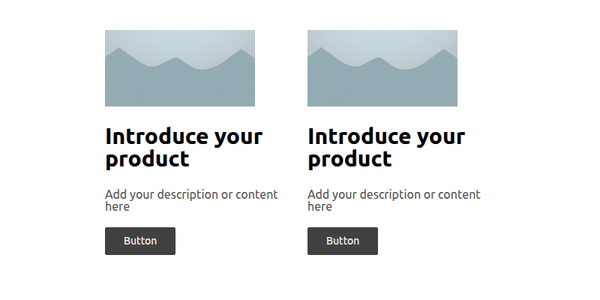 Introduce your
product
Add your description or content
here
Button
Introduce your
product
Add your description or content
here
Button